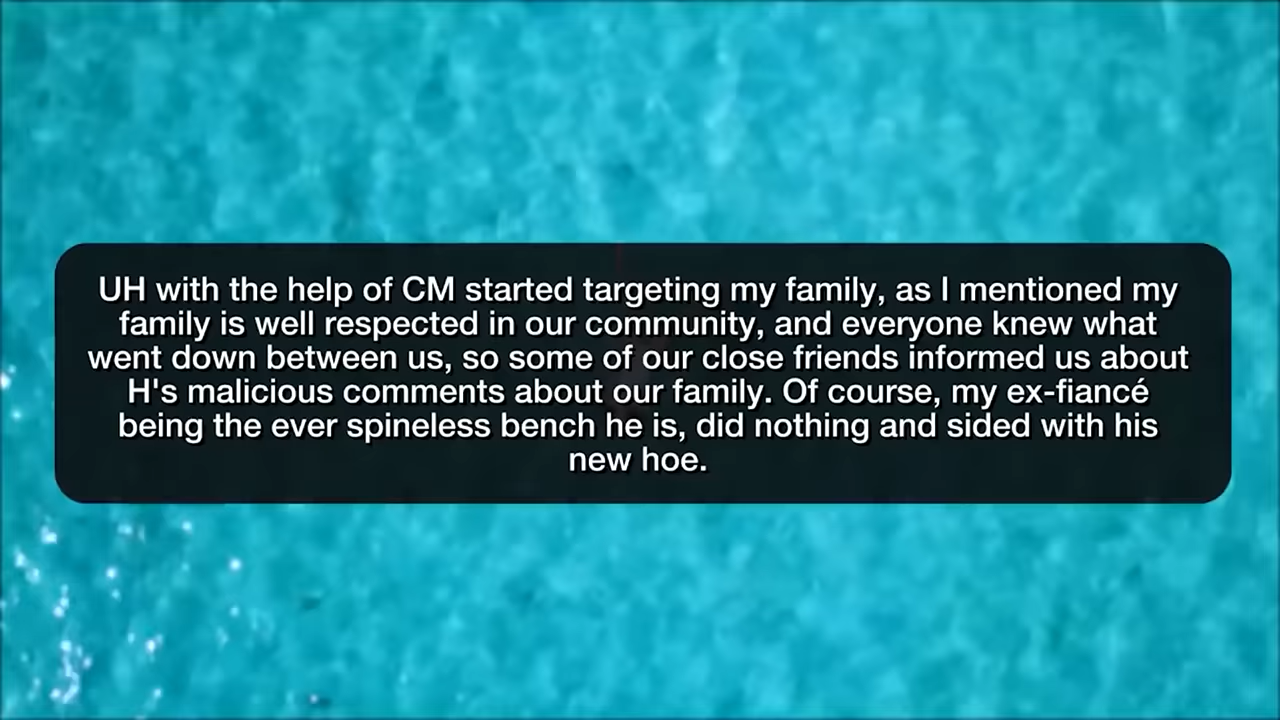 UH with the help of CM started targeting my family, as I mentioned my
family is well respected in our community, and everyone knew what
went down between us, so some of our close friends informed us about
H's malicious comments about our family. Of course, my ex-fiancé
being the ever spineless bench he is, did nothing and sided with his
new hoe.